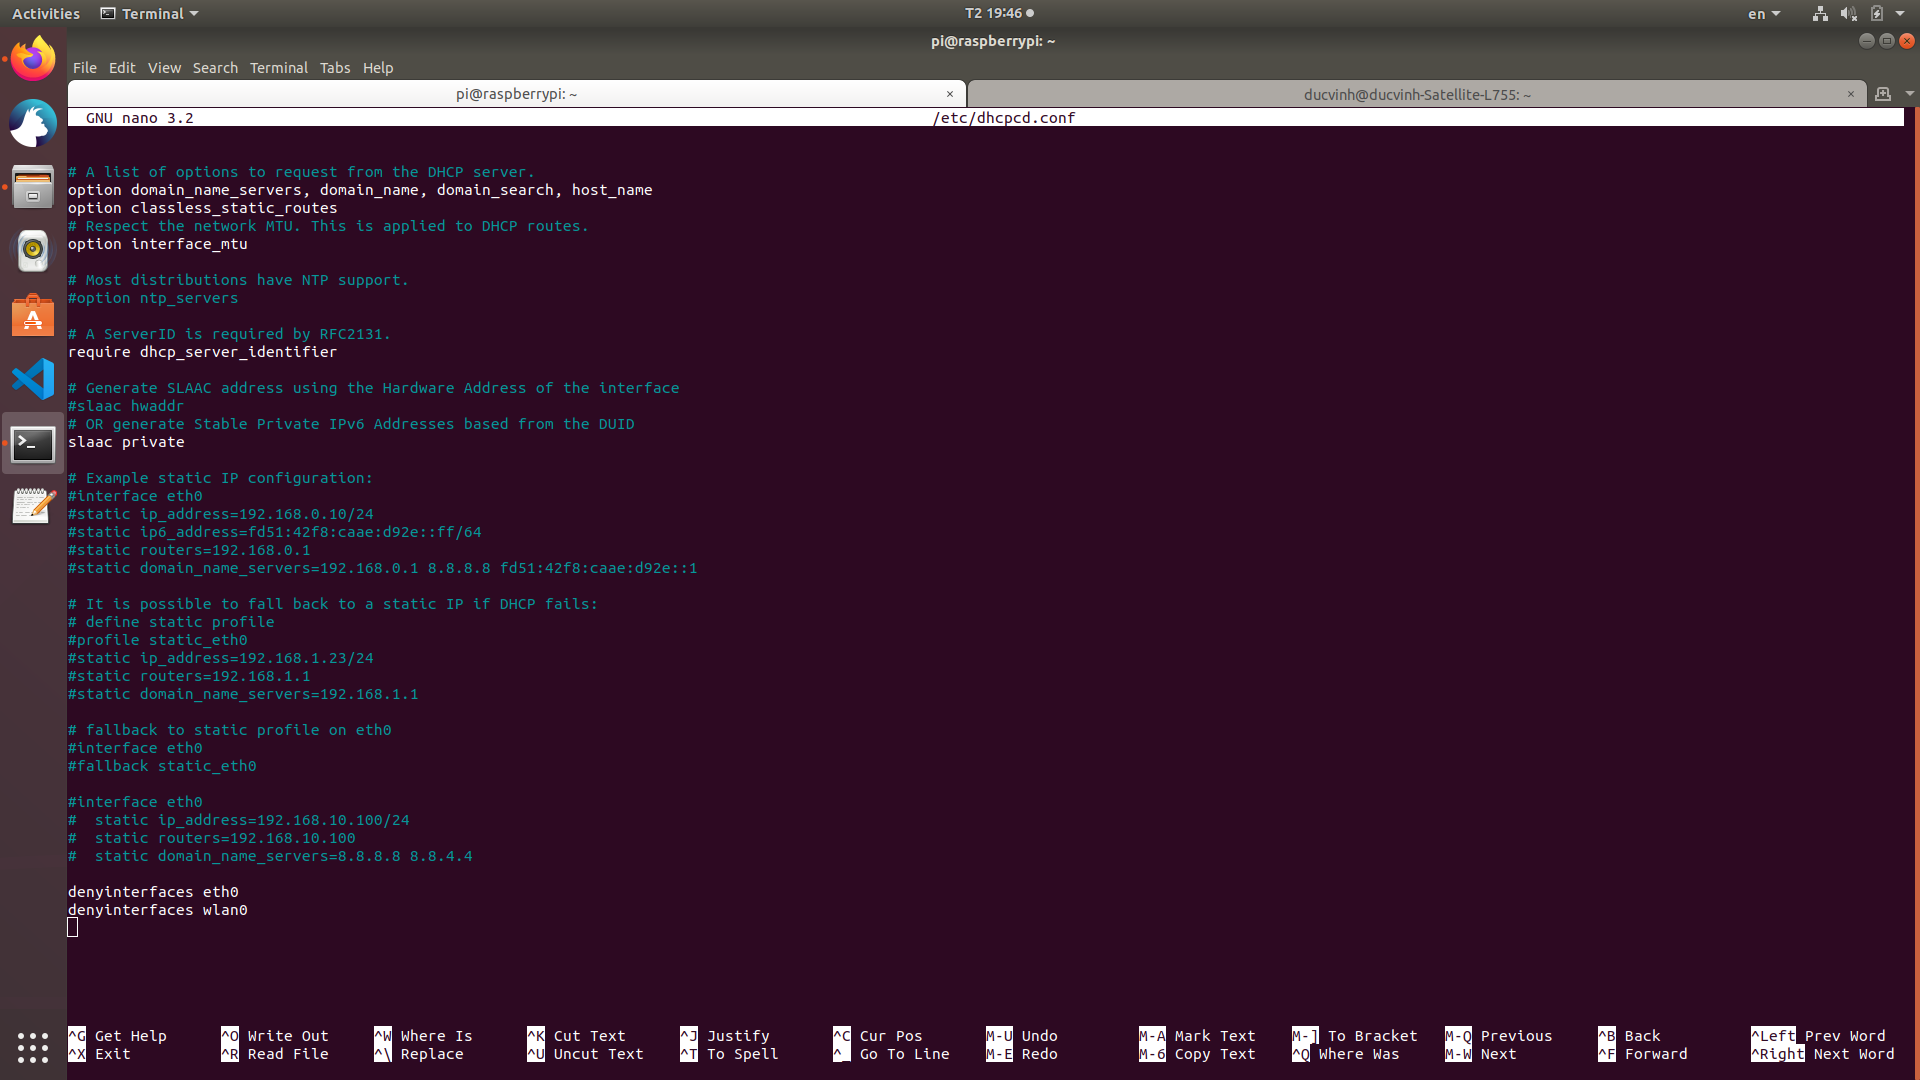 Activities Terminal T2 19:46 en
pi@raspberrypi: ~
File Edit View Search Terminal Tabs Help
pi@raspberrypi: ~ × ducvinh@ducvinh-Satellite-L755: ~ ×
GNU nano 3.2 /etc/dhcpcd.conf
# A list of options to request from the DHCP server.
option domain_name_servers, domain_name, domain_search, host_name
option classless_static_routes
# Respect the network MTU. This is applied to DHCP routes.
option interface_mtu
# Most distributions have NTP support.
#option ntp_servers
# A ServerID is required by RFC2131.
require dhcp_server_identifier
# Generate SLAAC address using the Hardware Address of the interface
#slaac hwaddr
# OR generate Stable Private IPv6 Addresses based from the DUID
slaac private
# Example static IP configuration:
#interface eth0
#static ip_address=192.168.0.10/24
#static ip6_address=fd51:42f8:caae:d92e::ff/64
#static routers=192.168.0.1
#static domain_name_servers=192.168.0.1 8.8.8.8 fd51:42f8:caae:d92e::1
# It is possible to fall back to a static IP if DHCP fails:
# define static profile
#profile static_eth0
#static ip_address=192.168.1.23/24
#static routers=192.168.1.1
#static domain_name_servers=192.168.1.1
# fallback to static profile on eth0
#interface eth0
#fallback static_eth0
#interface eth0
#  static ip_address=192.168.10.100/24
#  static routers=192.168.10.100
#  static domain_name_servers=8.8.8.8 8.8.4.4
denyinterfaces eth0
denyinterfaces wlan0
^G Get Help ^O Write Out ^W Where Is ^K Cut Text ^J Justify ^C Cur Pos M-U Undo M-A Mark Text M-] To Bracket M-Q Previous ^B Back ^Left Prev Word
^X Exit ^R Read File ^\ Replace ^U Uncut Text ^T To Spell ^_ Go To Line M-E Redo M-6 Copy Text ^Q Where Was M-W Next ^F Forward ^Right Next Word